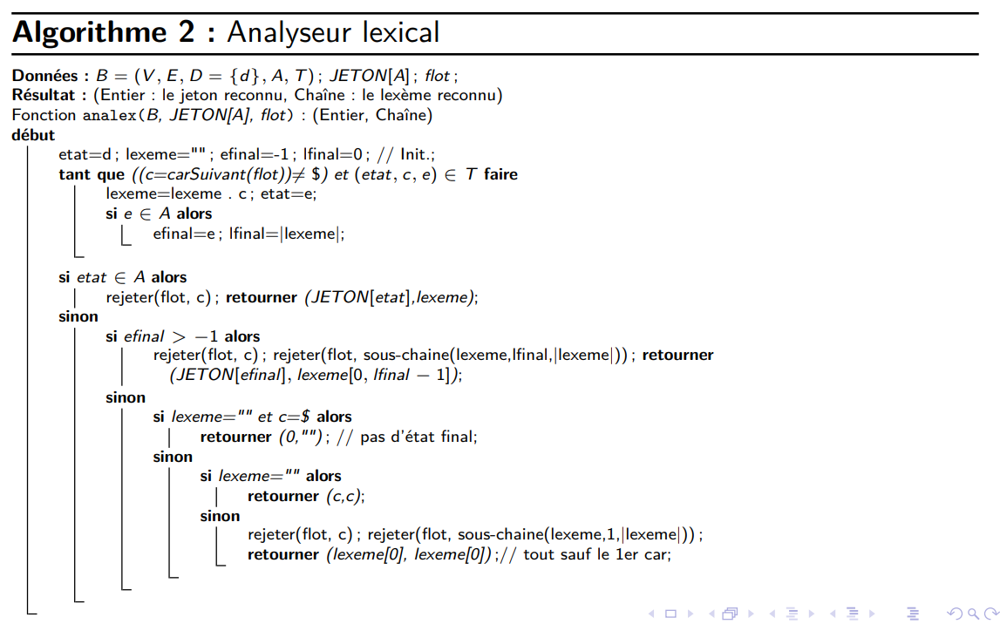 Algorithme 2 : Analyseur lexical
Données : B = (V, E, D = {d}, A, T) ; JETON[A] ; flot ;
Résultat : (Entier : le jeton reconnu, Chaîne : le lexème reconnu)
Fonction analex(B, JETON[A], flot) : (Entier, Chaîne)
début
etat=d ; lexeme="" ; efinal=-1 ; lfinal=0 ; // Init.;
tant que ((c=carSuivant(flot))≠ $) et (etat, c, e) ∈ T faire
lexeme=lexeme . c ; etat=e;
si e ∈ A alors
efinal=e ; lfinal=|lexeme|;
si etat ∈ A alors
rejeter(flot, c) ; retourner (JETON[etat],lexeme);
sinon
si efinal > −1 alors
rejeter(flot, c) ; rejeter(flot, sous-chaine(lexeme,lfinal,|lexeme|)) ; retourner
(JETON[efinal], lexeme[0, lfinal − 1]);
sinon
si lexeme="" et c=$ alors
retourner (0,"") ; // pas d'état final;
sinon
si lexeme="" alors
retourner (c,c);
sinon
rejeter(flot, c) ; rejeter(flot, sous-chaine(lexeme,1,|lexeme|)) ;
retourner (lexeme[0], lexeme[0]) ;// tout sauf le 1er car;